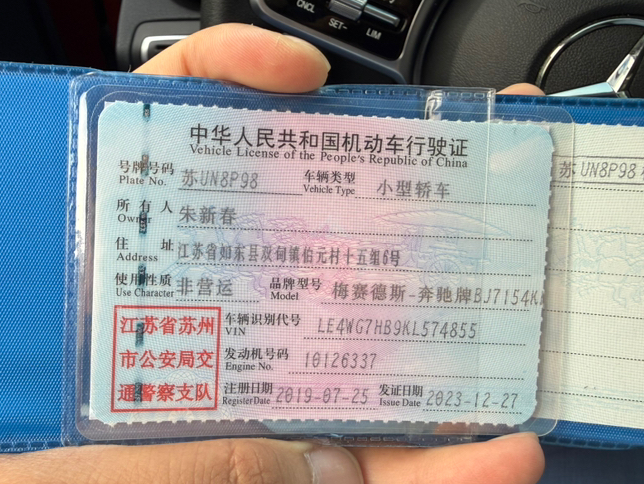 CNCL
SET-
LIM
中华人民共和国机动车行驶证
Vehicle License of the People's Republic of China
号牌号码 苏UN8P98 车辆类型 小型轿车
Plate No. Vehicle Type
所有人 朱新春
Owner
住址 江苏省如东县双甸镇伯元村十五组6号
Address
使用性质 非营运 品牌型号 梅赛德斯-奔驰牌BJ7154K
Use Character Model
江苏省苏州
市公安局交
通警察支队
车辆识别代号 LE4WG7HB9KL574855
VIN
发动机号码 10126337
Engine No.
注册日期 2019-07-25 发证日期 2023-12-27
Register Date Issue Date
苏UN8P98